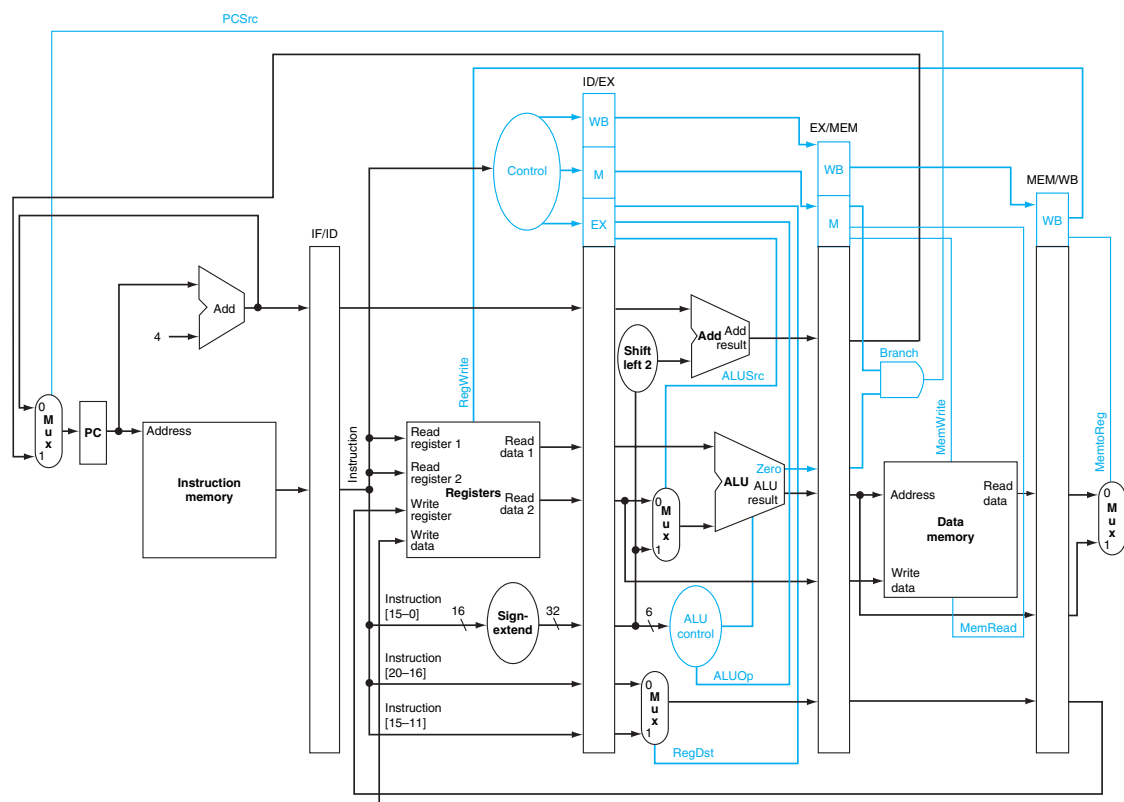 PCSrc
ID/EX
WB
EX/MEM
Control
M
WB
MEM/WB
EX
M
WB
IF/ID
Add
4
Add
Add
result
Shift
left 2
Branch
ALUSrc
RegWrite
MemWrite
MemtoReg
0
M
u
x
1
PC
Address
Instruction
memory
Instruction
Read
register 1
Read
data 1
Read
register 2
Registers
Write
register
Read
data 2
Write
data
0
M
u
x
1
Zero
ALU
ALU
result
Address
Read
data
Data
memory
Write
data
0
M
u
x
1
Instruction
[15–0]
16
Sign-
extend
32
6
ALU
control
MemRead
Instruction
[20–16]
ALUOp
0
M
u
x
1
Instruction
[15–11]
RegDst